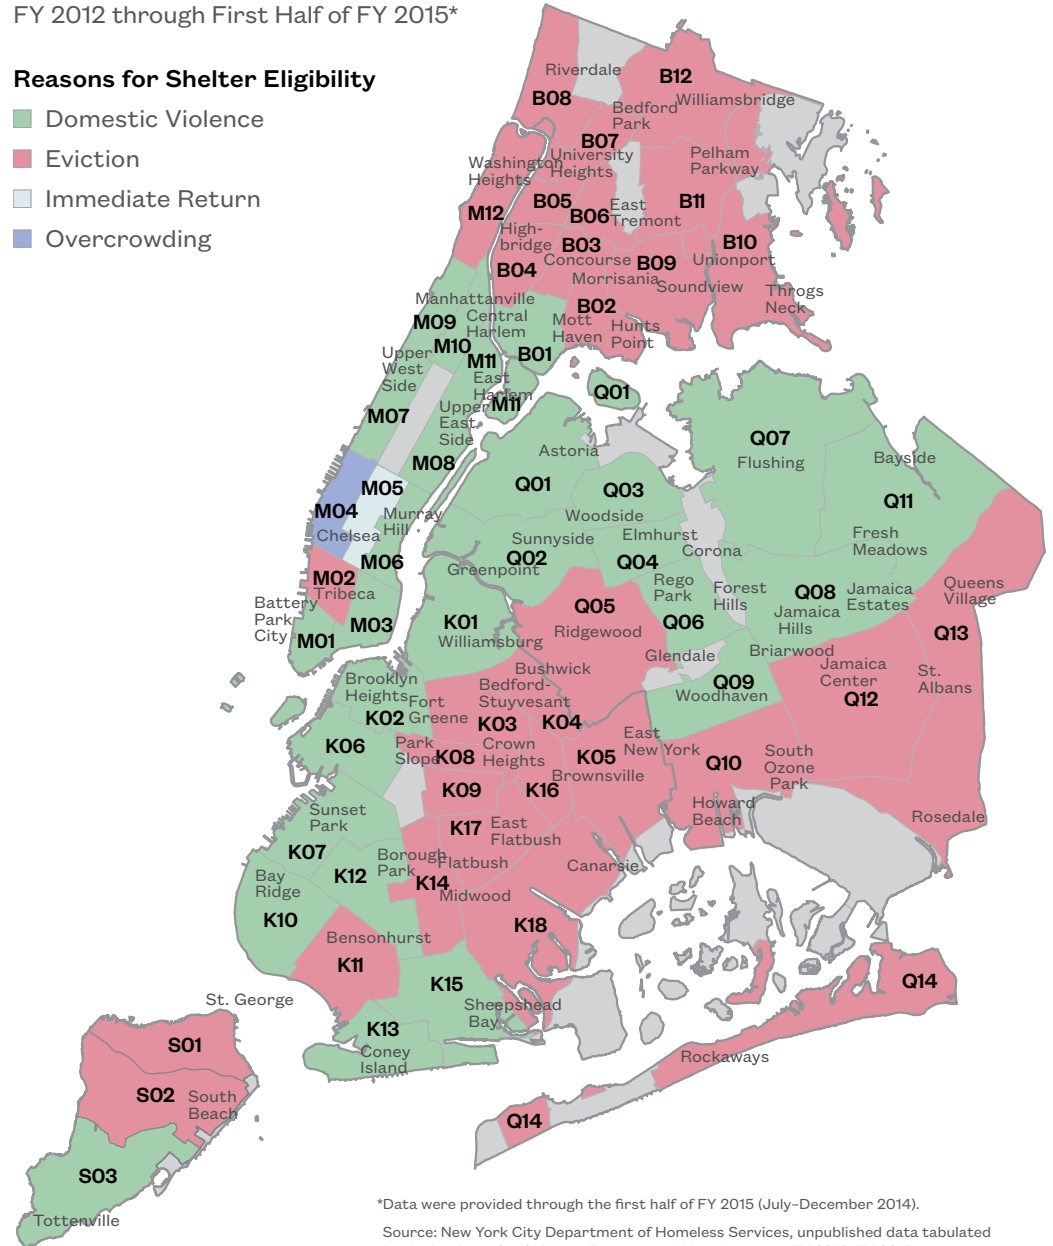 FY 2012 through First Half of FY 2015*
Reasons for Shelter Eligibility
Domestic Violence
Eviction
Immediate Return
Overcrowding
Riverdale
B08
B12
Williamsbridge
Bedford
Park
B07
University
Heights
Pelham
Parkway
Washington
Heights
M12
B05
B06
East
Tremont
B11
High-
bridge
B03
Concourse
B04
B09
Morrisania
B10
Unionport
Soundview
Throgs
Neck
B02
Mott
Haven
Hunts
Point
B01
Manhattanville
M09
Central
Harlem
M10
M11
East
Harlem
M11
Upper
West
Side
M07
Upper
East
Side
M08
M05
M04
Chelsea
Murray
Hill
M06
M02
Tribeca
Battery
Park
City
M03
M01
Q01
Astoria
Q01
Q03
Woodside
Q07
Flushing
Bayside
Q11
Fresh
Meadows
Sunnyside
Q02
Elmhurst
Q04
Corona
Rego
Park
Forest
Hills
Q06
Q08
Jamaica
Hills
Jamaica
Estates
Queens
Village
Q13
Greenpoint
K01
Williamsburg
Q05
Ridgewood
Glendale
Briarwood
Q09
Woodhaven
Jamaica
Center
Q12
St.
Albans
Bushwick
Bedford-
Stuyvesant
Brooklyn
Heights
K02
Fort
Greene
K03
K04
K06
Park
Slope
K08
Crown
Heights
K05
Brownsville
East
New York
Q10
South
Ozone
Park
Howard
Beach
Rosedale
K09
K16
Sunset
Park
K07
K17
East
Flatbush
Canarsie
Borough
Park
Flatbush
K12
K14
Midwood
Bay
Ridge
K10
K18
Bensonhurst
K11
K15
Sheepshead
Bay
K13
Coney
Island
Q14
Rockaways
Q14
St. George
S01
S02
South
Beach
S03
Tottenville
*Data were provided through the first half of FY 2015 (July–December 2014).
Source: New York City Department of Homeless Services, unpublished data tabulated